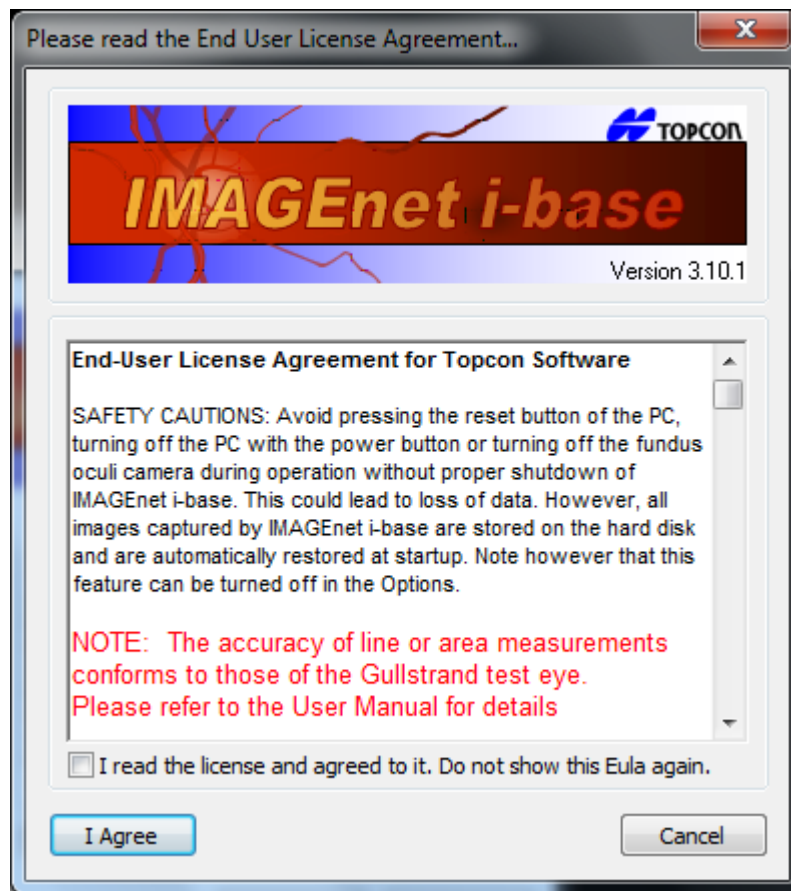 Please read the End User License Agreement...
TOPCON
IMAGEnet i-base
Version 3.10.1
End-User License Agreement for Topcon Software
SAFETY CAUTIONS: Avoid pressing the reset button of the PC,
turning off the PC with the power button or turning off the fundus
oculi camera during operation without proper shutdown of
IMAGEnet i-base. This could lead to loss of data. However, all
images captured by IMAGEnet i-base are stored on the hard disk
and are automatically restored at startup. Note however that this
feature can be turned off in the Options.
NOTE: The accuracy of line or area measurements
conforms to those of the Gullstrand test eye.
Please refer to the User Manual for details
I read the license and agreed to it. Do not show this Eula again.
I Agree
Cancel